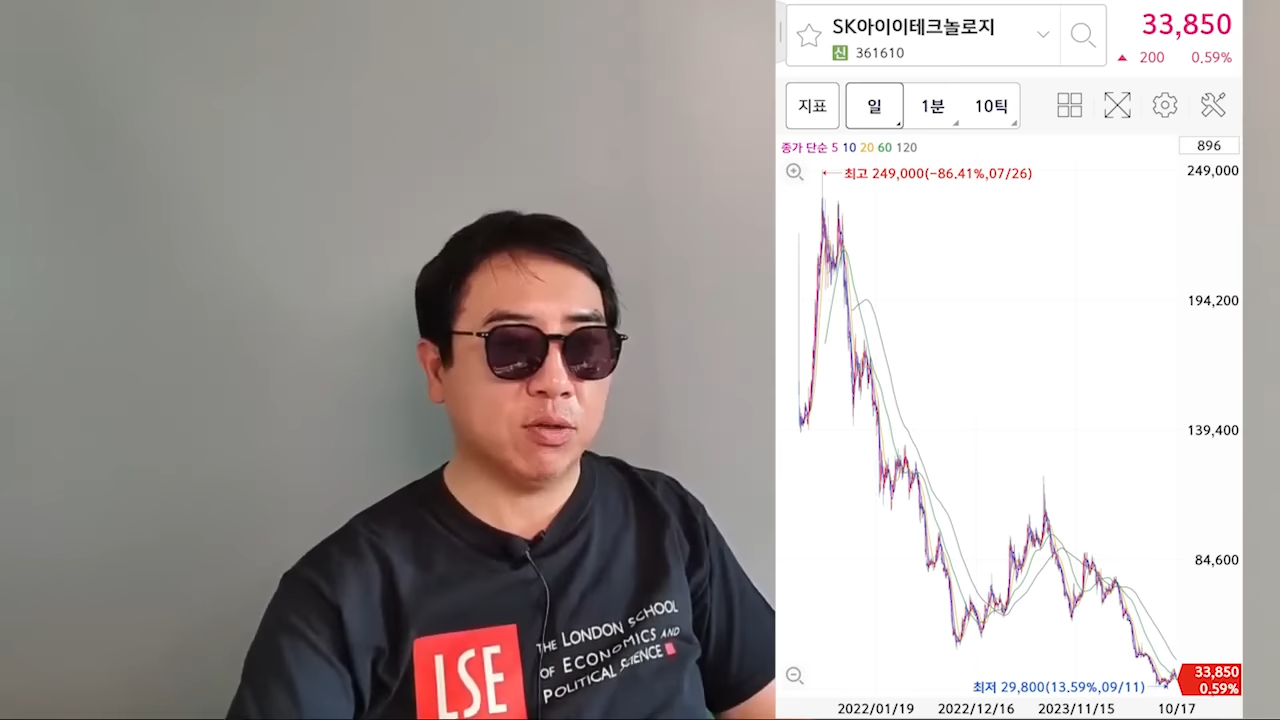 SK아이이테크놀로지
신 361610
33,850
▲ 200 0.59%
지표 일 1분 10틱
종가 단순 5 10 20 60 120
896
최고 249,000(-86.41%,07/26)
249,000
194,200
139,400
84,600
33,850
0.59%
최저 29,800(13.59%,09/11)
2022/01/19 2022/12/16 2023/11/15 10/17
LSE
THE LONDON SCHOOL
OF ECONOMICS AND
POLITICAL SCIENCE